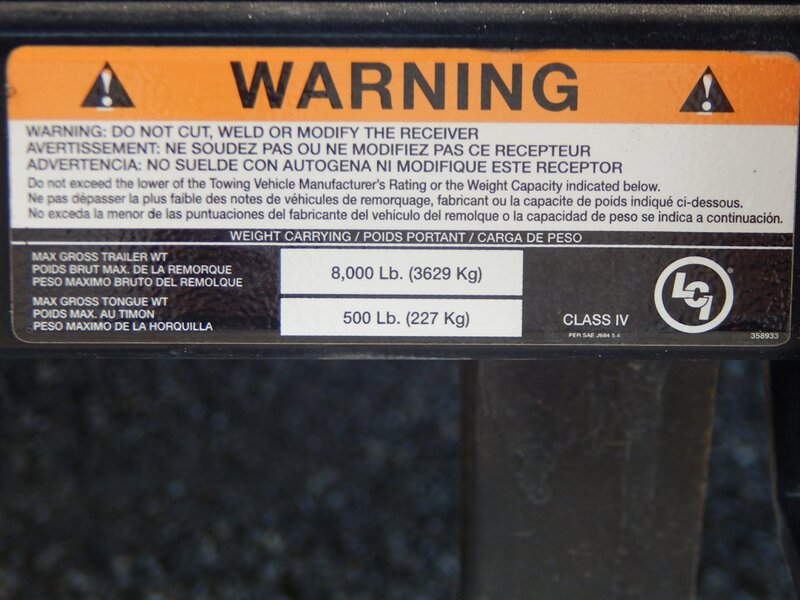 WARNING
WARNING: DO NOT CUT, WELD OR MODIFY THE RECEIVER
AVERTISSEMENT: NE SOUDEZ PAS OU NE MODIFIEZ PAS CE RECEPTEUR
ADVERTENCIA: NO SUELDE CON AUTOGENA NI MODIFIQUE ESTE RECEPTOR
Do not exceed the lower of the Towing Vehicle Manufacturer's Rating or the Weight Capacity indicated below.
Ne pas dépasser la plus faible des notes de véhicules de remorquage, fabricant ou la capacite de poids indiqué ci-dessous.
No exceda la menor de las puntuaciones del fabricante del vehículo del remolque o la capacidad de peso se indica a continuación.
WEIGHT CARRYING / POIDS PORTANT / CARGA DE PESO
MAX GROSS TRAILER WT
POIDS BRUT MAX. DE LA REMORQUE
PESO MAXIMO BRUTO DEL REMOLQUE
8,000 Lb. (3629 Kg)
MAX GROSS TONGUE WT
POIDS MAX. AU TIMON
PESO MAXIMO DE LA HORQUILLA
500 Lb. (227 Kg)
CLASS IV
PER SAE J684 5.4
LCI®
358933